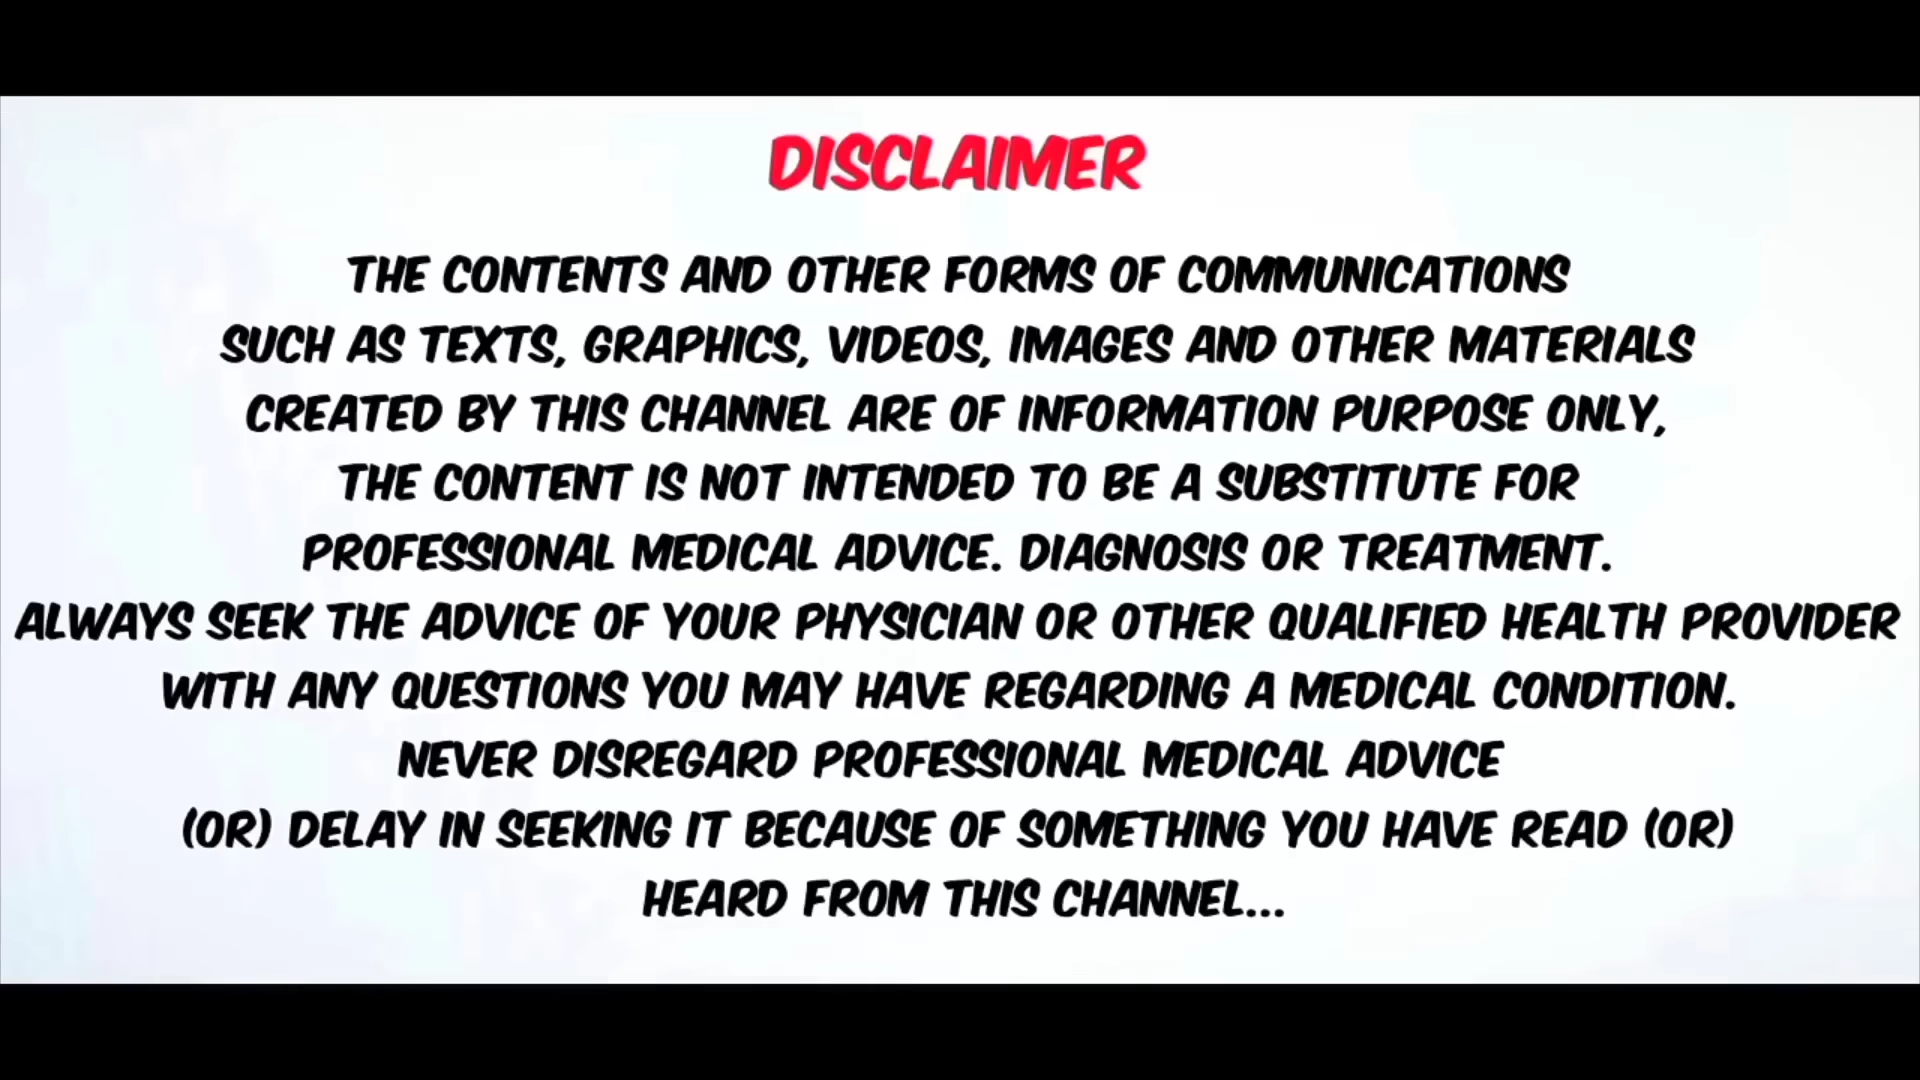 DISCLAIMER
THE CONTENTS AND OTHER FORMS OF COMMUNICATIONS
SUCH AS TEXTS, GRAPHICS, VIDEOS, IMAGES AND OTHER MATERIALS
CREATED BY THIS CHANNEL ARE OF INFORMATION PURPOSE ONLY,
THE CONTENT IS NOT INTENDED TO BE A SUBSTITUTE FOR
PROFESSIONAL MEDICAL ADVICE. DIAGNOSIS OR TREATMENT.
ALWAYS SEEK THE ADVICE OF YOUR PHYSICIAN OR OTHER QUALIFIED HEALTH PROVIDER
WITH ANY QUESTIONS YOU MAY HAVE REGARDING A MEDICAL CONDITION.
NEVER DISREGARD PROFESSIONAL MEDICAL ADVICE
(OR) DELAY IN SEEKING IT BECAUSE OF SOMETHING YOU HAVE READ (OR)
HEARD FROM THIS CHANNEL...